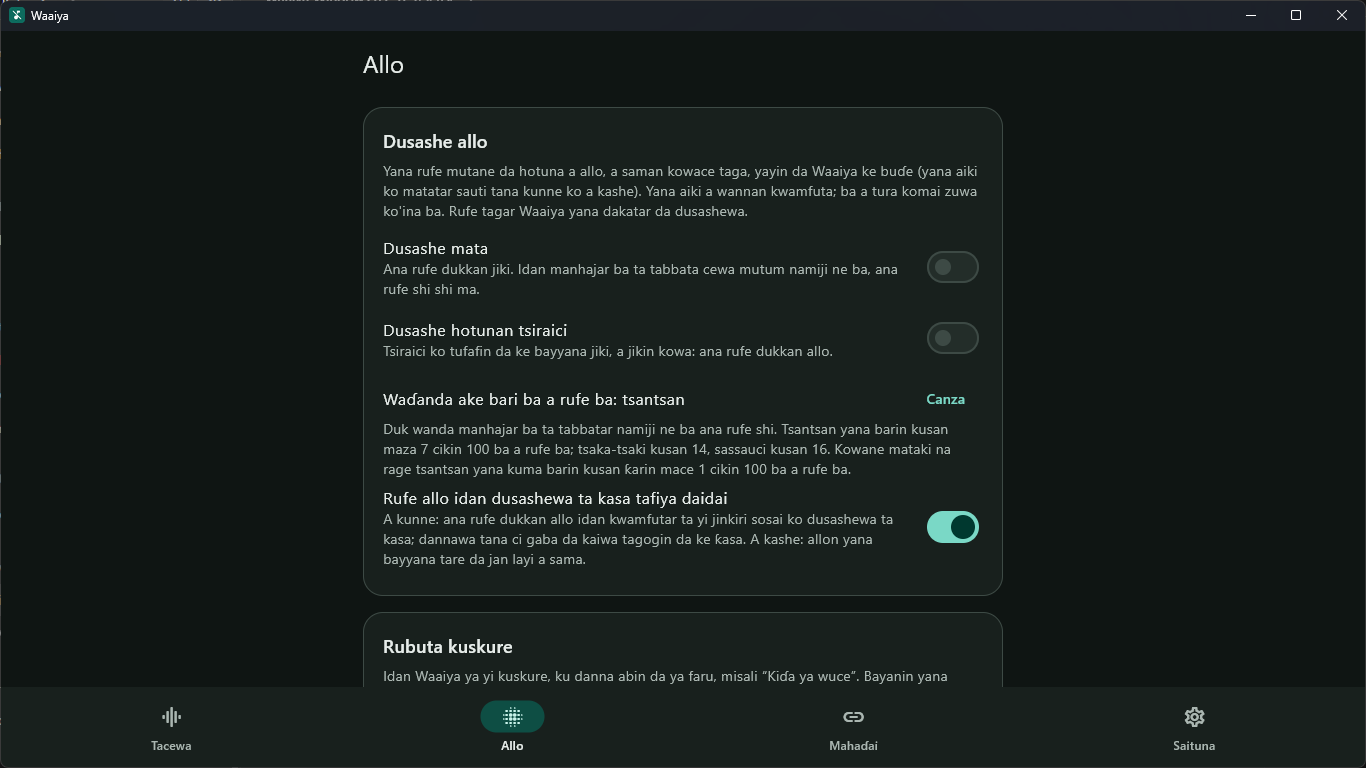 Waaiya
Allo
Dusashe allo
Yana rufe mutane da hotuna a allo, a saman kowace taga, yayin da Waaiya ke buɗe (yana aiki
ko matatar sauti tana kunne ko a kashe). Yana aiki a wannan kwamfuta; ba a tura komai zuwa
ko'ina ba. Rufe tagar Waaiya yana dakatar da dusashewa.
Dusashe mata
Ana rufe dukkan jiki. Idan manhajar ba ta tabbata cewa mutum namiji ne ba, ana
rufe shi shi ma.
Dusashe hotunan tsiraici
Tsiraici ko tufafin da ke bayyana jiki, a jikin kowa: ana rufe dukkan allo.
Waɗanda ake bari ba a rufe ba: tsantsan
Canza
Duk wanda manhajar ba ta tabbatar namiji ne ba ana rufe shi. Tsantsan yana barin kusan
maza 7 cikin 100 ba a rufe ba; tsaka-tsaki kusan 14, sassauci kusan 16. Kowane mataki na
rage tsantsan yana kuma barin kusan ƙarin mace 1 cikin 100 ba a rufe ba.
Rufe allo idan dusashewa ta kasa tafiya daidai
A kunne: ana rufe dukkan allo idan kwamfutar ta yi jinkiri sosai ko dusashewa ta
kasa; dannawa tana ci gaba da kaiwa tagogin da ke ƙasa. A kashe: allon yana
bayyana tare da jan layi a sama.
Rubuta kuskure
Idan Waaiya ya yi kuskure, ku danna abin da ya faru, misali “Kiɗa ya wuce”. Bayanin yana
Tacewa
Allo
Mahaɗai
Saituna